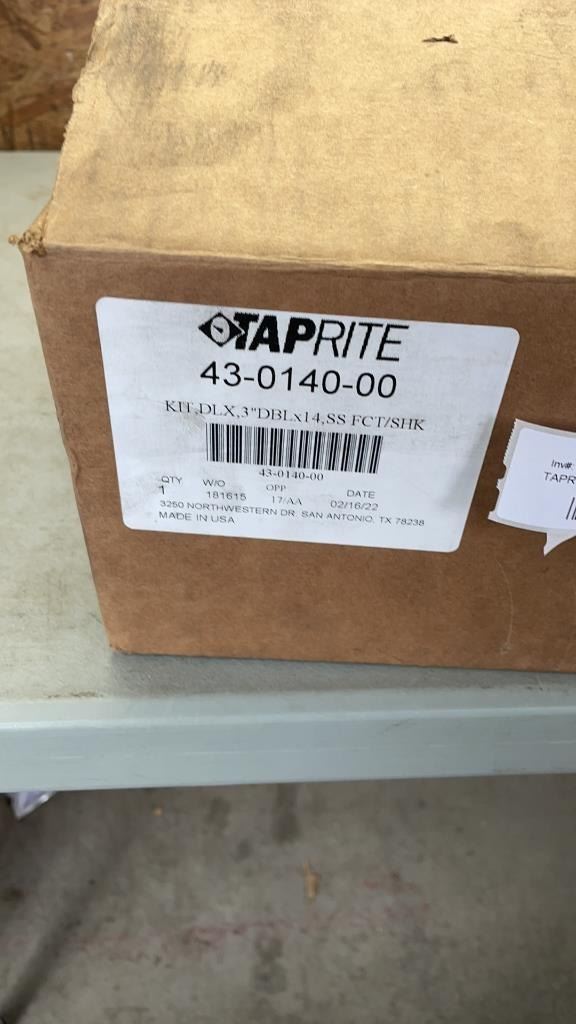 TAPRITE
43-0140-00
KIT,DLX,3"DBLx14,SS FCT/SHK
43-0140-00
QTY W/O OPP DATE
1 181615 17/AA 02/16/22
3250 NORTHWESTERN DR. SAN ANTONIO, TX 78238
MADE IN USA
Inv#:
TAPR